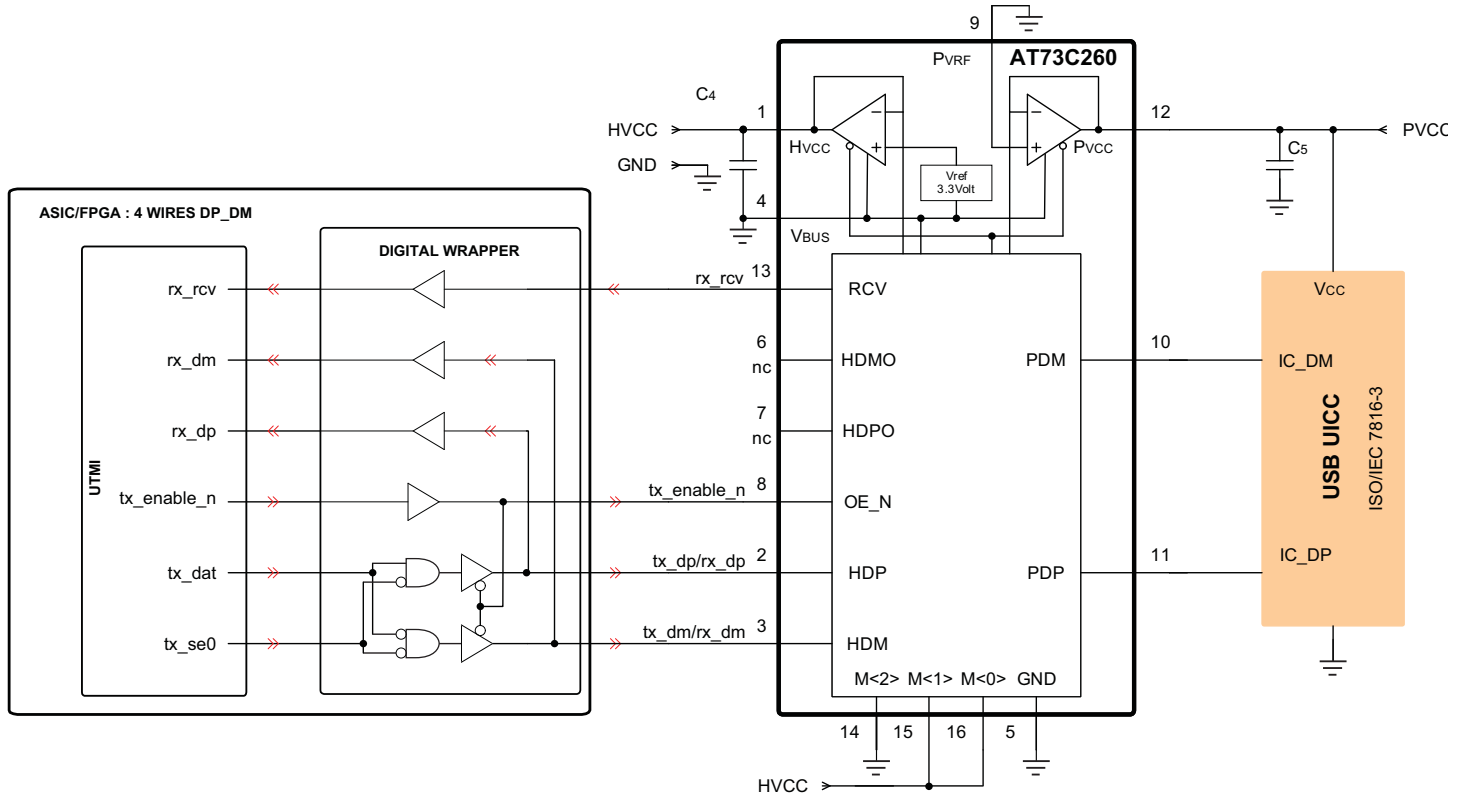 9
PVRF
AT73C260
C4
1
12
HVCC
PVCC
HVCC
PVCC
C5
GND
Vref
3.3Volt
4
VBUS
ASIC/FPGA : 4 WIRES DP_DM
DIGITAL WRAPPER
UTMI
rx_rcv
rx_rcv
13
RCV
VCC
rx_dm
6
nc
HDMO
PDM
10
IC_DM
rx_dp
7
nc
HDPO
USB UICC
ISO/IEC 7816-3
tx_enable_n
tx_enable_n
8
OE_N
tx_dat
tx_dp/rx_dp
2
HDP
PDP
11
IC_DP
tx_se0
tx_dm/rx_dm
3
HDM
M<2>
M<1>
M<0>
GND
14
15
16
5
HVCC